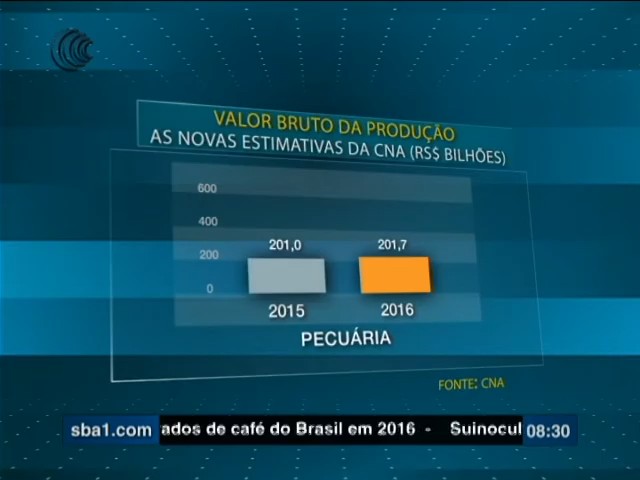 VALOR BRUTO DA PRODUÇÃO
AS NOVAS ESTIMATIVAS DA CNA (RS$ BILHÕES)
600
400
200
0
201,0
201,7
2015
2016
PECUÁRIA
FONTE: CNA
sba1.com
ados de café do Brasil em 2016 - Suinocul
08:30